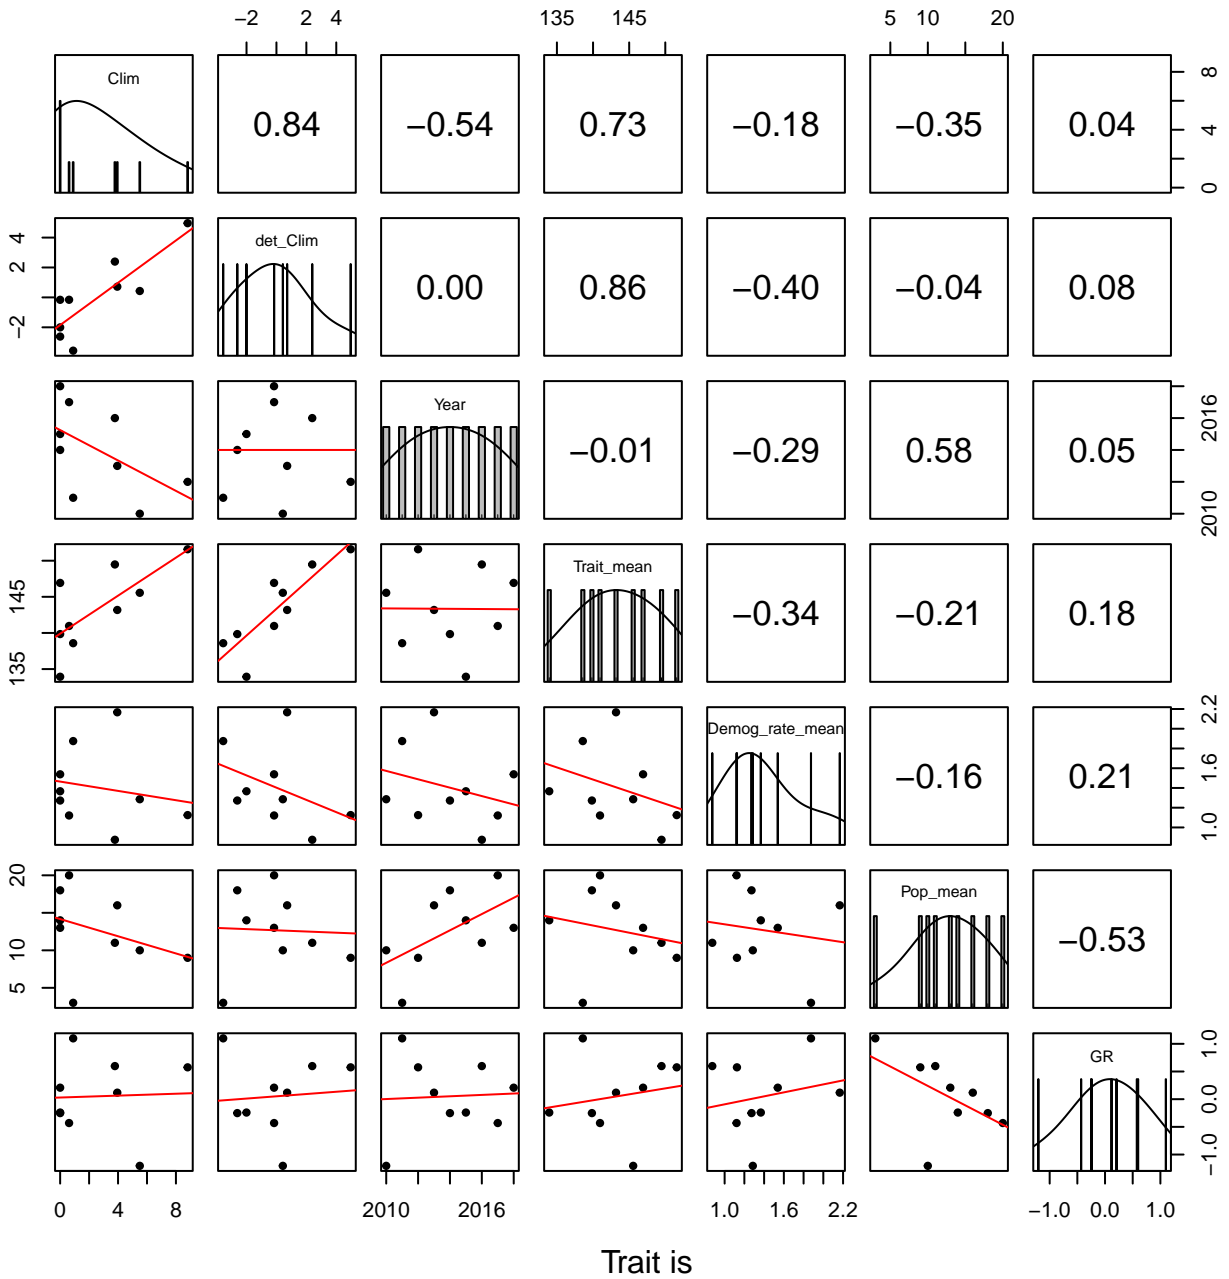 −2 2 4 135 145 5 10 20
Clim 0.84 −0.54 0.73 −0.18 −0.35 0.04 0 4 8
−2 2 4 det_Clim 0.00 0.86 −0.40 −0.04 0.08
Year −0.01 −0.29 0.58 0.05 2010 2016
135 145 Trait_mean −0.34 −0.21 0.18
Demog_rate_mean −0.16 0.21 1.0 1.6 2.2
5 10 20 Pop_mean −0.53
GR −1.0 0.0 1.0
0 4 8 2010 2016 1.0 1.6 2.2 −1.0 0.0 1.0
Trait is